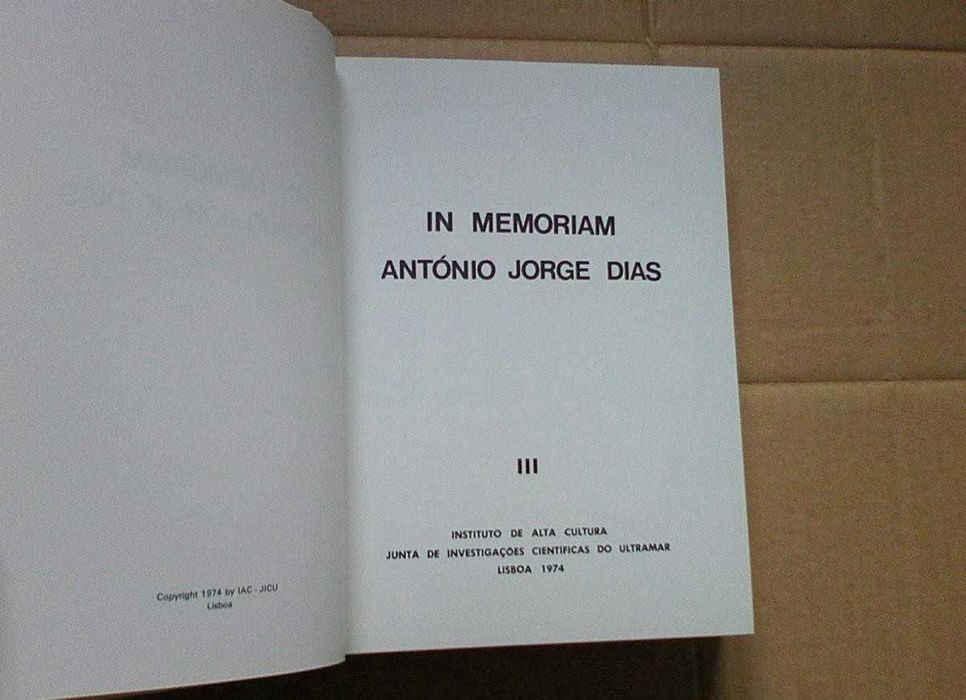 Copyright 1974 by IAC-JICU
Lisboa
IN MEMORIAM
ANTÓNIO JORGE DIAS
III
INSTITUTO DE ALTA CULTURA
JUNTA DE INVESTIGAÇÕES CIENTIFICAS DO ULTRAMAR
LISBOA 1974